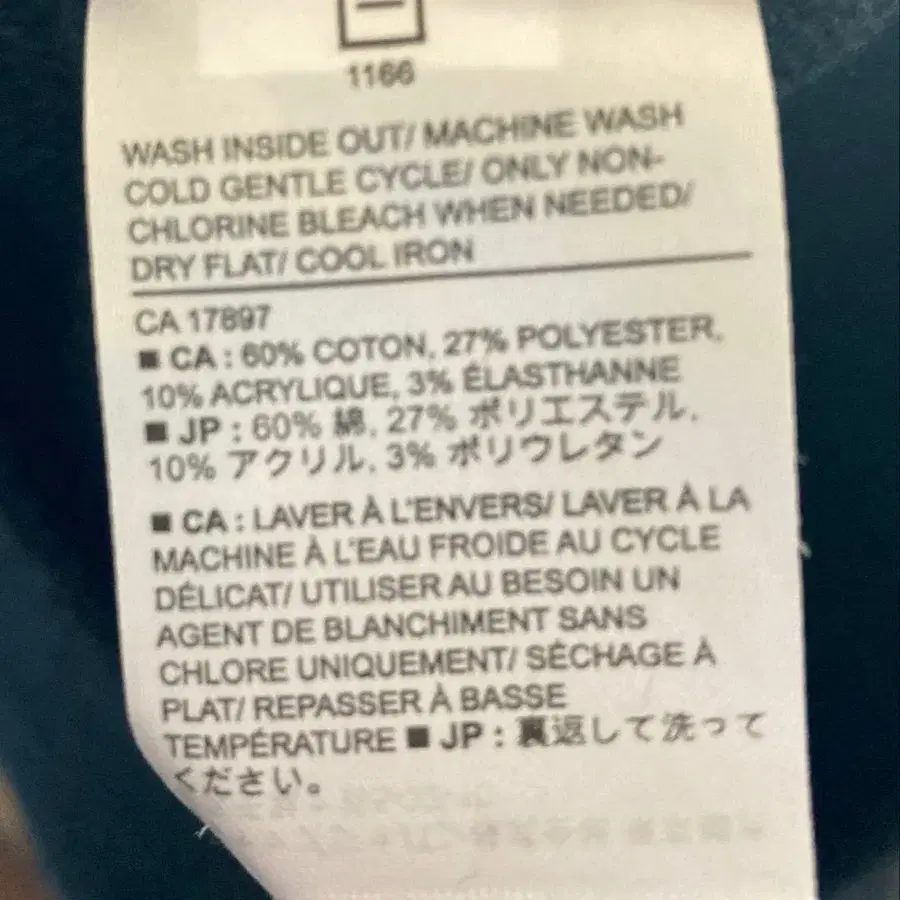 1166
WASH INSIDE OUT/ MACHINE WASH
COLD GENTLE CYCLE/ ONLY NON-
CHLORINE BLEACH WHEN NEEDED/
DRY FLAT/ COOL IRON
CA 17897
■ CA : 60% COTON, 27% POLYESTER,
10% ACRYLIQUE, 3% ÉLASTHANNE
■ JP : 60% 綿, 27% ポリエステル,
10% アクリル, 3% ポリウレタン
■ CA : LAVER À L'ENVERS/ LAVER À LA
MACHINE À L'EAU FROIDE AU CYCLE
DÉLICAT/ UTILISER AU BESOIN UN
AGENT DE BLANCHIMENT SANS
CHLORE UNIQUEMENT/ SÉCHAGE À
PLAT/ REPASSER À BASSE
TEMPÉRATURE ■ JP : 裏返して洗って
ください。